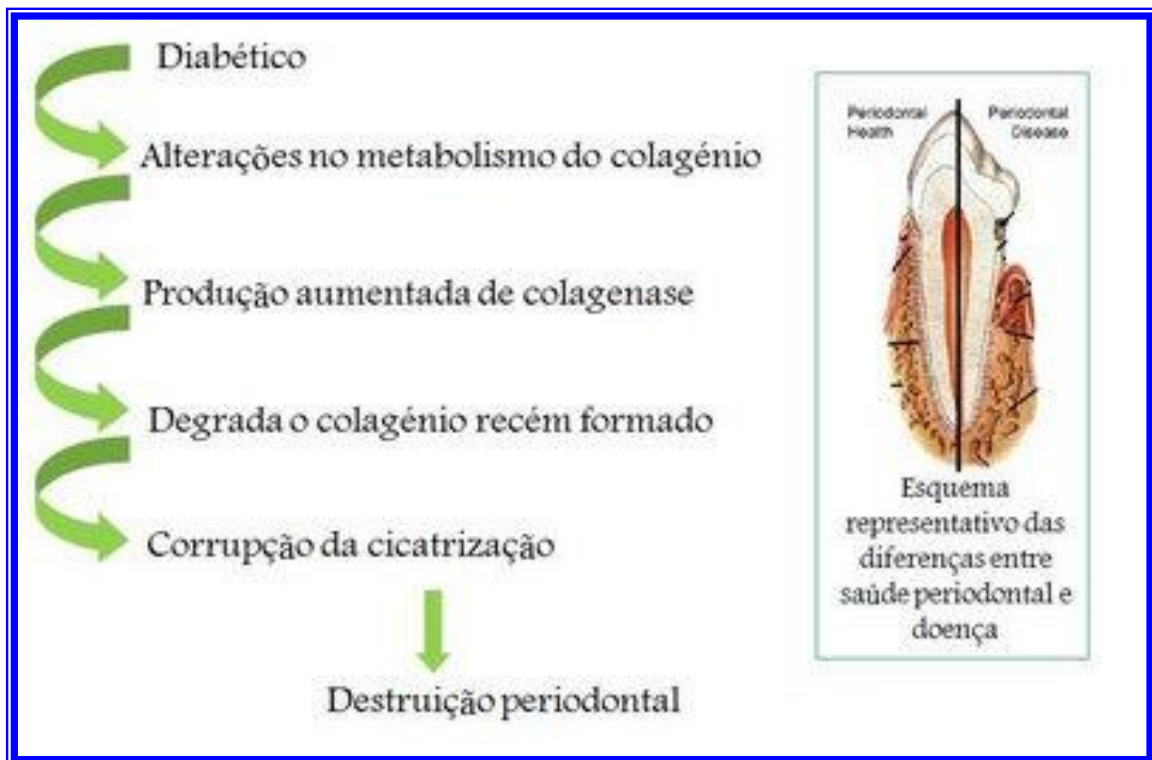 Diabético
Alterações no metabolismo do colagénio
Produção aumentada de colagenase
Degrada o colagénio recém formado
Corrupção da cicatrização
Destruição periodontal
Periodontal
Health
Periodontal
Disease
Esquema
representativo das
diferenças entre
saúde periodontal e
doença